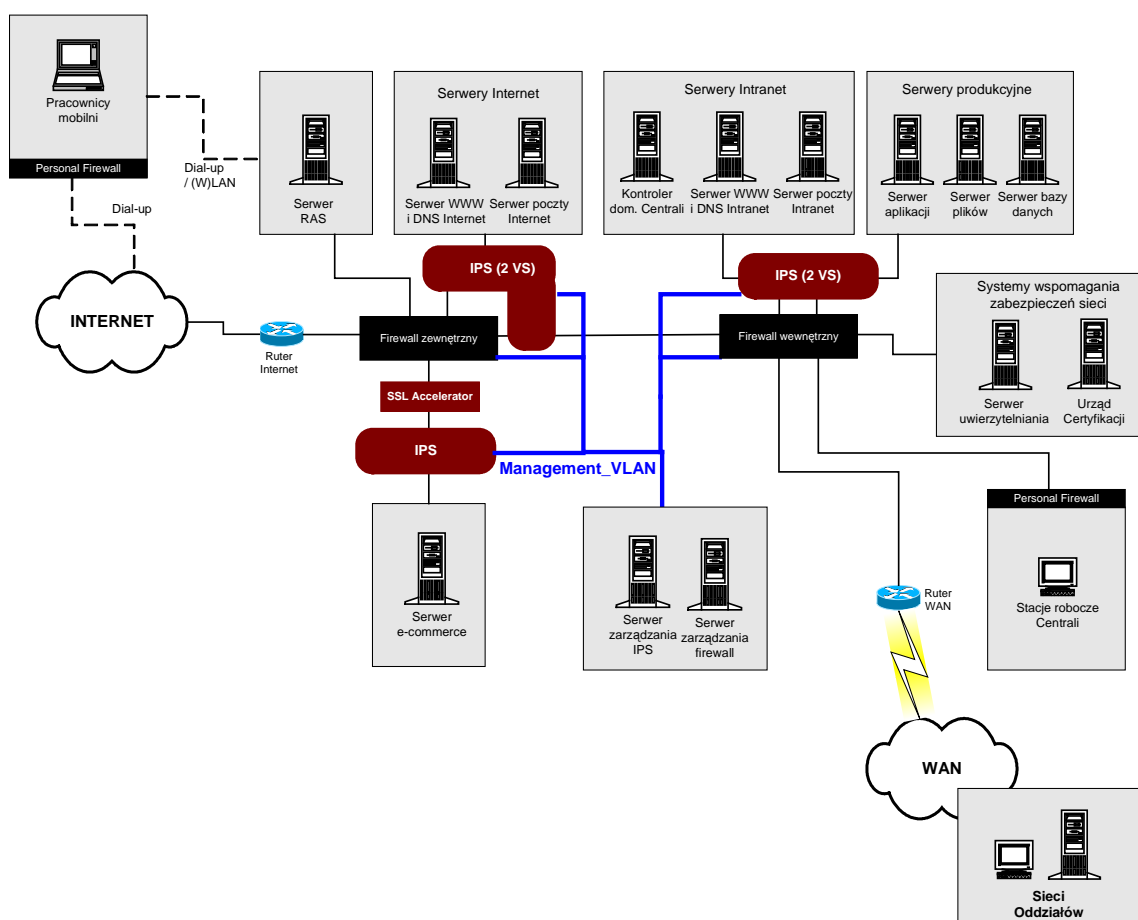 Pracownicy
mobilni
Personal Firewall
Dial-up
/ (W)LAN
Dial-up
Serwer
RAS
Serwery Internet
Serwer WWW
i DNS Internet
Serwer poczty
Internet
Serwery Intranet
Kontroler
dom. Centrali
Serwer WWW
i DNS Intranet
Serwer poczty
Intranet
Serwery produkcyjne
Serwer
aplikacji
Serwer
plików
Serwer bazy
danych
IPS (2 VS)
IPS (2 VS)
Systemy wspomagania
zabezpieczeń sieci
Serwer
uwierzytelniania
Urząd
Certyfikacji
INTERNET
Ruter
Internet
Firewall zewnętrzny
Firewall wewnętrzny
SSL Accelerator
IPS
Management_VLAN
Serwer
e-commerce
Serwer
zarządzania
IPS
Serwer
zarządzania
firewall
Personal Firewall
Stacje robocze
Centrali
Ruter
WAN
WAN
Sieci
Oddziałów